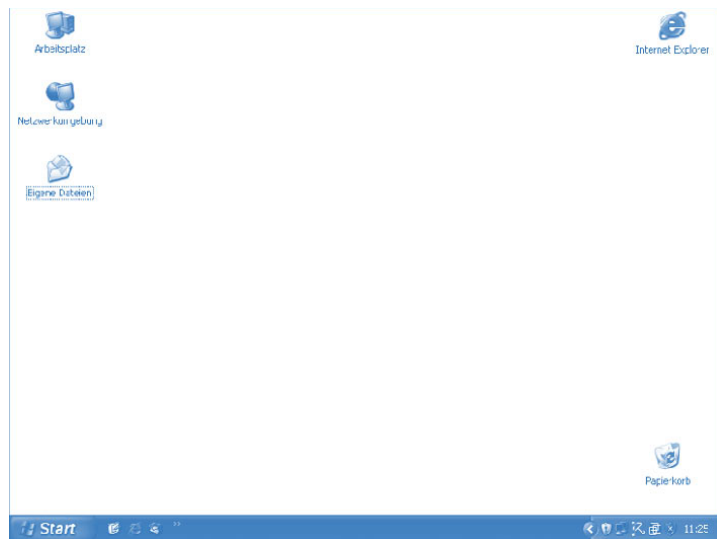 Arbeitsplatz
Internet Explorer
Netzwerkumgebung
Eigene Dateien
Papierkorb
Start
11:25